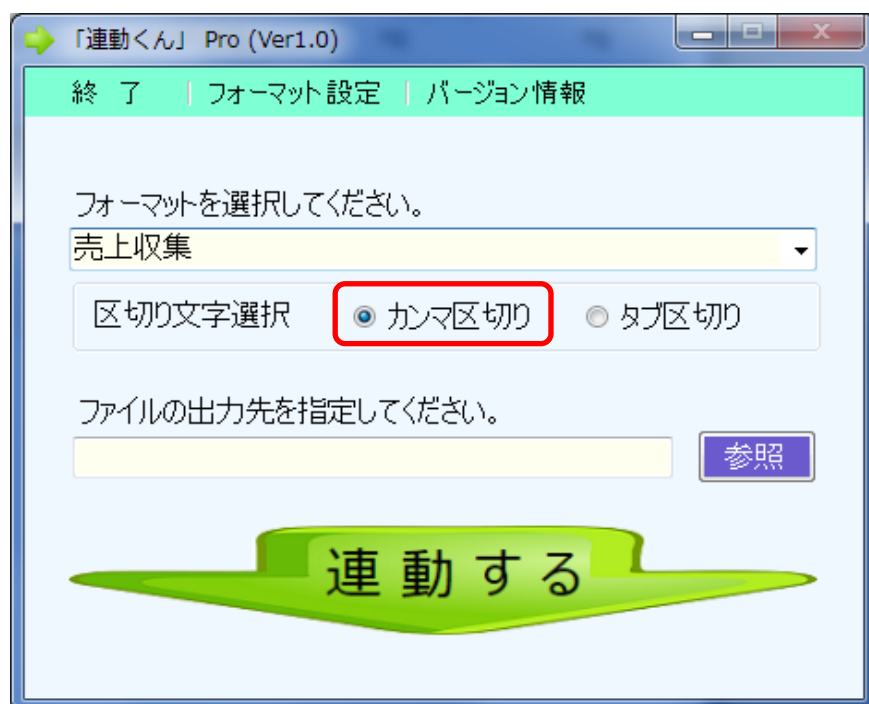 「連動くん」 Pro (Ver1.0)
終 了 | フォーマット設定 | バージョン情報
フォーマットを選択してください。
売上収集
区切り文字選択 カンマ区切り タブ区切り
ファイルの出力先を指定してください。
参照
連動する